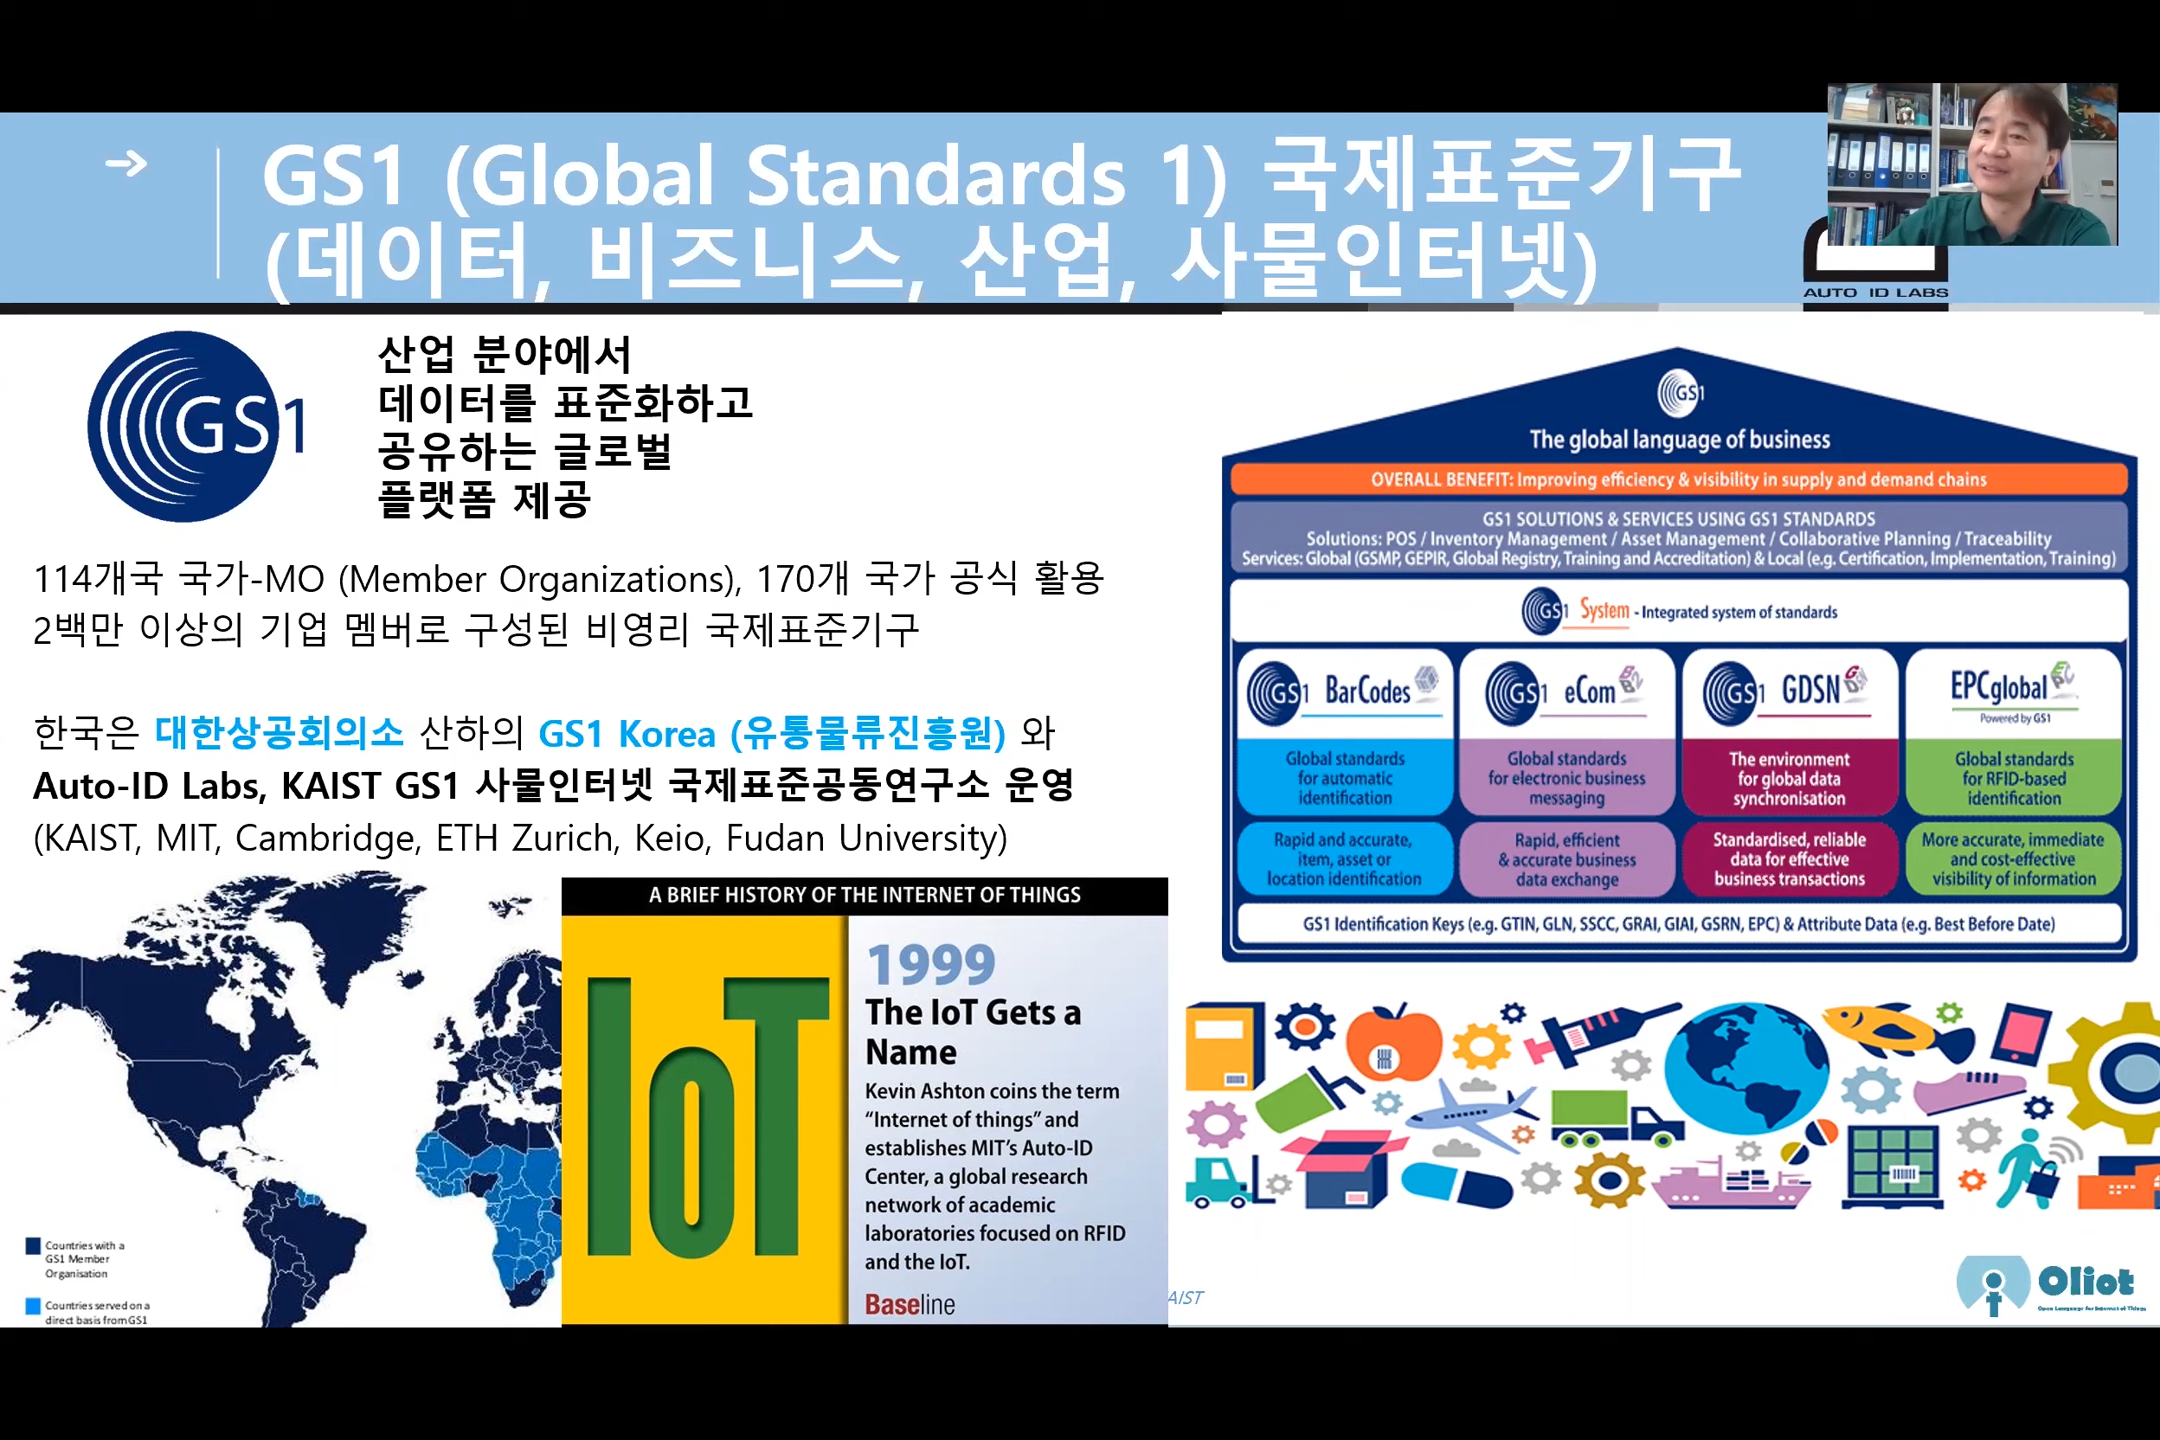 GS1 (Global Standards 1) 국제표준기구
(데이터, 비즈니스, 산업, 사물인터넷)
AUTO ID LABS
GS1
산업 분야에서
데이터를 표준화하고
공유하는 글로벌
플랫폼 제공
114개국 국가-MO (Member Organizations), 170개 국가 공식 활용
2백만 이상의 기업 멤버로 구성된 비영리 국제표준기구
한국은 대한상공회의소 산하의 GS1 Korea (유통물류진흥원) 와
Auto-ID Labs, KAIST GS1 사물인터넷 국제표준공동연구소 운영
(KAIST, MIT, Cambridge, ETH Zurich, Keio, Fudan University)
Countries with a
GS1 Member
Organisation
Countries served on a
direct basis from GS1
A BRIEF HISTORY OF THE INTERNET OF THINGS
IoT
1999
The IoT Gets a
Name
Kevin Ashton coins the term
“Internet of things” and
establishes MIT’s Auto-ID
Center, a global research
network of academic
laboratories focused on RFID
and the IoT.
Baseline
AIST
GS1
The global language of business
OVERALL BENEFIT: Improving efficiency & visibility in supply and demand chains
GS1 SOLUTIONS & SERVICES USING GS1 STANDARDS
Solutions: POS / Inventory Management / Asset Management / Collaborative Planning / Traceability
Services: Global (GSMP, GEPIR, Global Registry, Training and Accreditation) & Local (e.g. Certification, Implementation, Training)
GS1 System - Integrated system of standards
GS1 BarCodes
Global standards
for automatic
identification
Rapid and accurate,
item, asset or
location identification
GS1 eCom
Global standards
for electronic business
messaging
Rapid, efficient
& accurate business
data exchange
GS1 GDSN
The environment
for global data
synchronisation
Standardised, reliable
data for effective
business transactions
EPCglobal
Powered by GS1
Global standards
for RFID-based
identification
More accurate, immediate
and cost-effective
visibility of information
GS1 Identification Keys (e.g. GTIN, GLN, SSCC, GRAI, GIAI, GSRN, EPC) & Attribute Data (e.g. Best Before Date)
Oliot
Open Language for Internet of Things